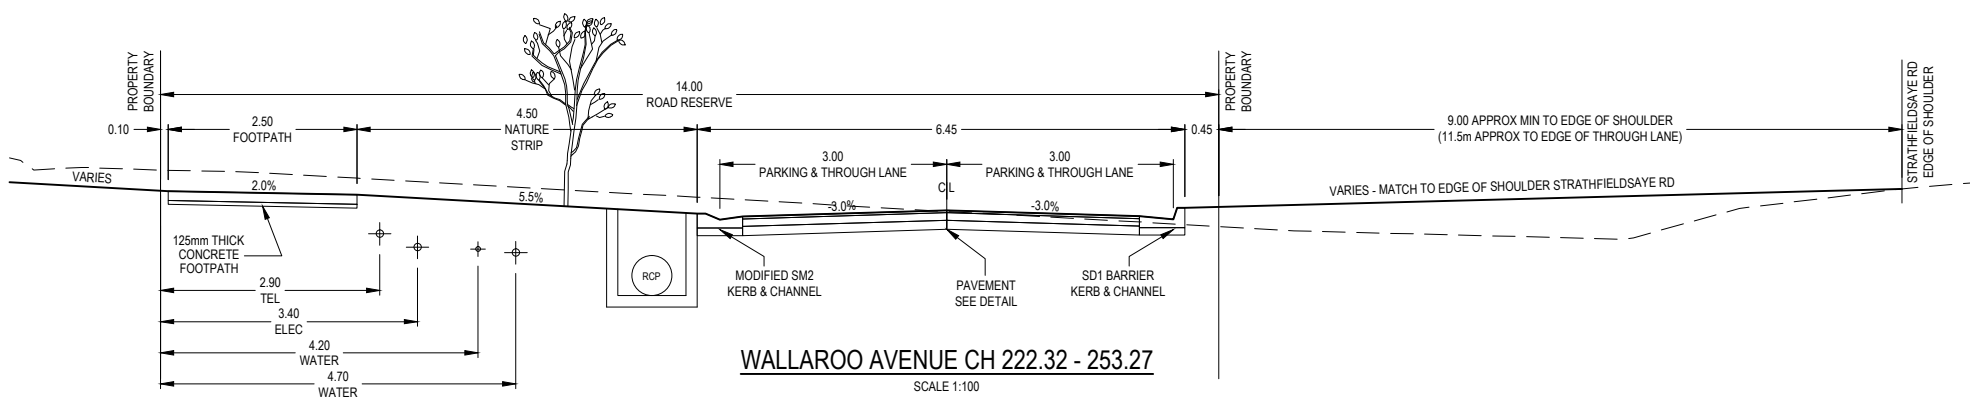 PROPERTY
BOUNDARY
14.00
ROAD RESERVE
PROPERTY
BOUNDARY
STRATHFIELDSAYE RD
EDGE OF SHOULDER
0.10
2.50
FOOTPATH
4.50
NATURE
STRIP
6.45
0.45
9.00 APPROX MIN TO EDGE OF SHOULDER
(11.5m APPROX TO EDGE OF THROUGH LANE)
3.00
PARKING & THROUGH LANE
3.00
PARKING & THROUGH LANE
VARIES
2.0%
5.5%
C L
-3.0%
-3.0%
VARIES - MATCH TO EDGE OF SHOULDER STRATHFIELDSAYE RD
125mm THICK
CONCRETE
FOOTPATH
RCP
MODIFIED SM2
KERB & CHANNEL
PAVEMENT
SEE DETAIL
SD1 BARRIER
KERB & CHANNEL
2.90
TEL
3.40
ELEC
4.20
WATER
4.70
WATER
WALLAROO AVENUE CH 222.32 - 253.27
SCALE 1:100